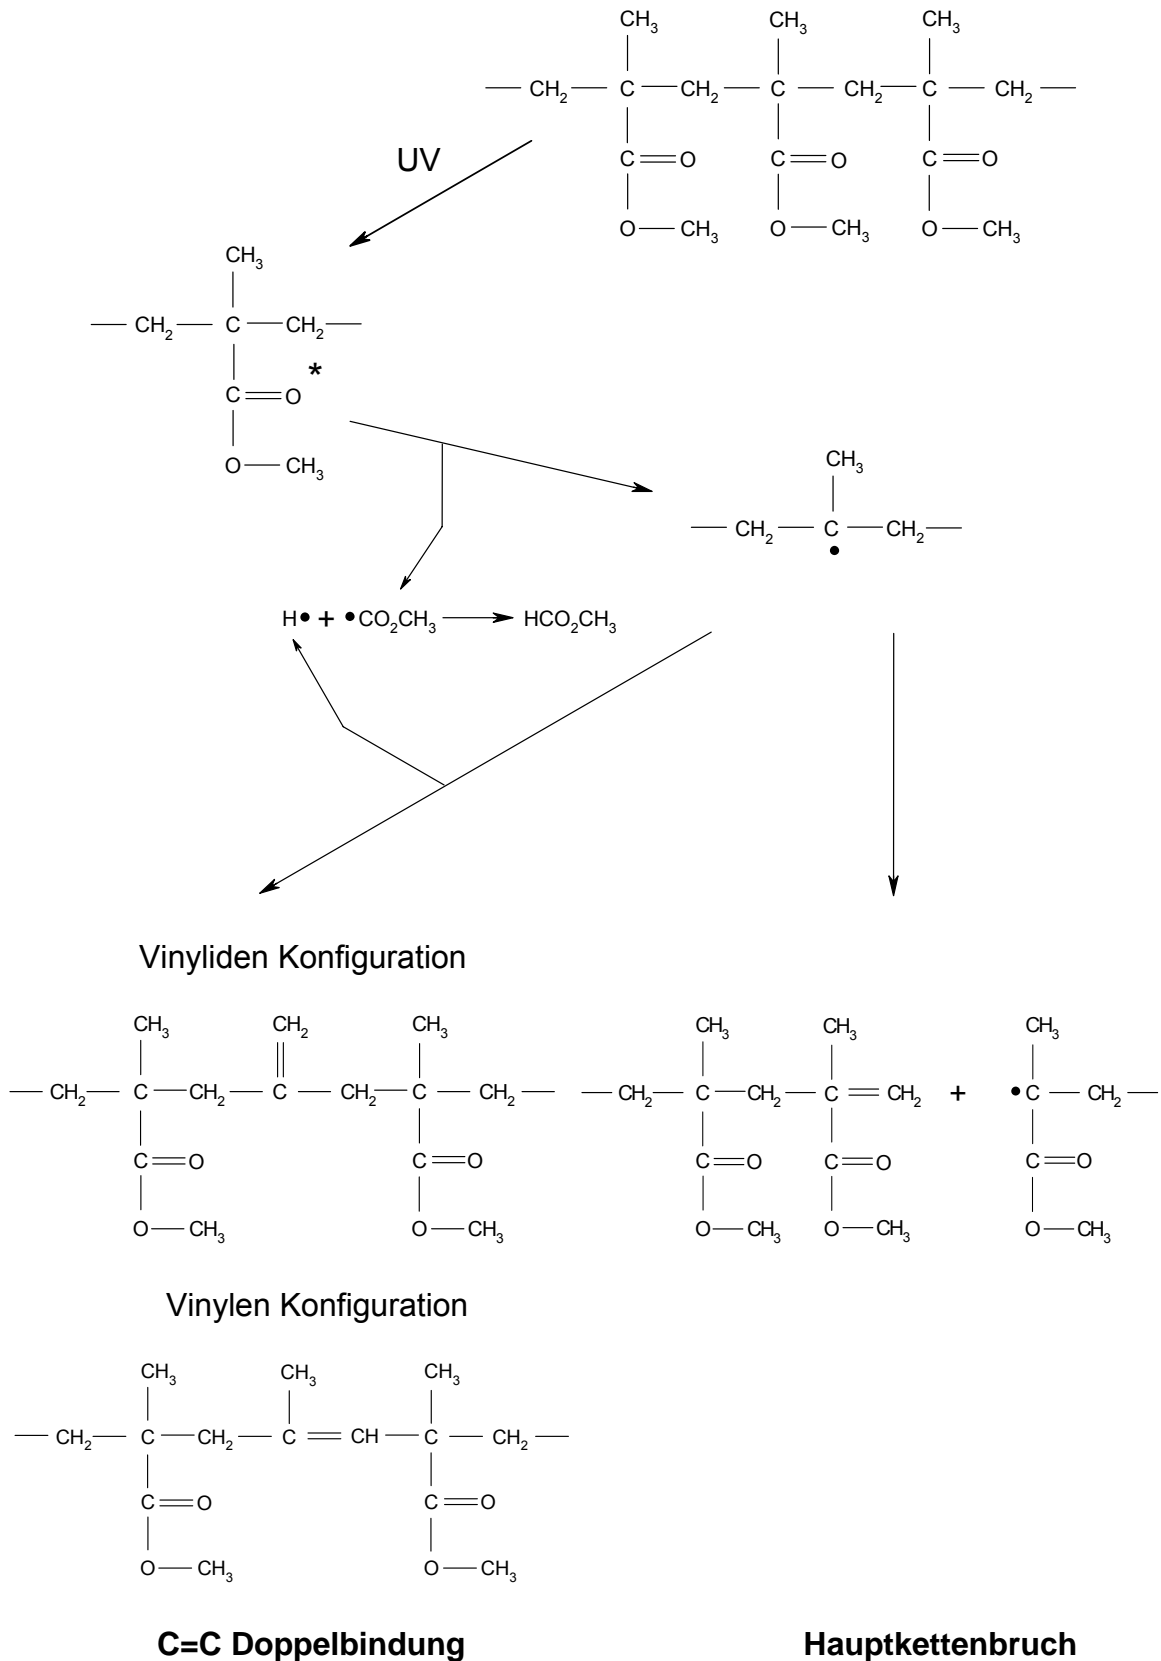 CH₃ CH₃ CH₃
CH₂ C CH₂ C CH₂ C CH₂
UV
C O C O C O
O CH₃ O CH₃ O CH₃
CH₃
CH₂ C CH₂
*
C O
O CH₃
CH₃
CH₂ C CH₂
•
H• + •CO₂CH₃ HCO₂CH₃
Vinyliden Konfiguration
CH₃ CH₂ CH₃ CH₃ CH₃ CH₃
CH₂ C CH₂ C CH₂ C CH₂ CH₂ C CH₂ C CH₂ + •C CH₂
C O C O C O C O C O
O CH₃ O CH₃ O CH₃ O CH₃ O CH₃
Vinylen Konfiguration
CH₃ CH₃ CH₃
CH₂ C CH₂ C CH C CH₂
C O C O
O CH₃ O CH₃
C=C Doppelbindung Hauptkettenbruch